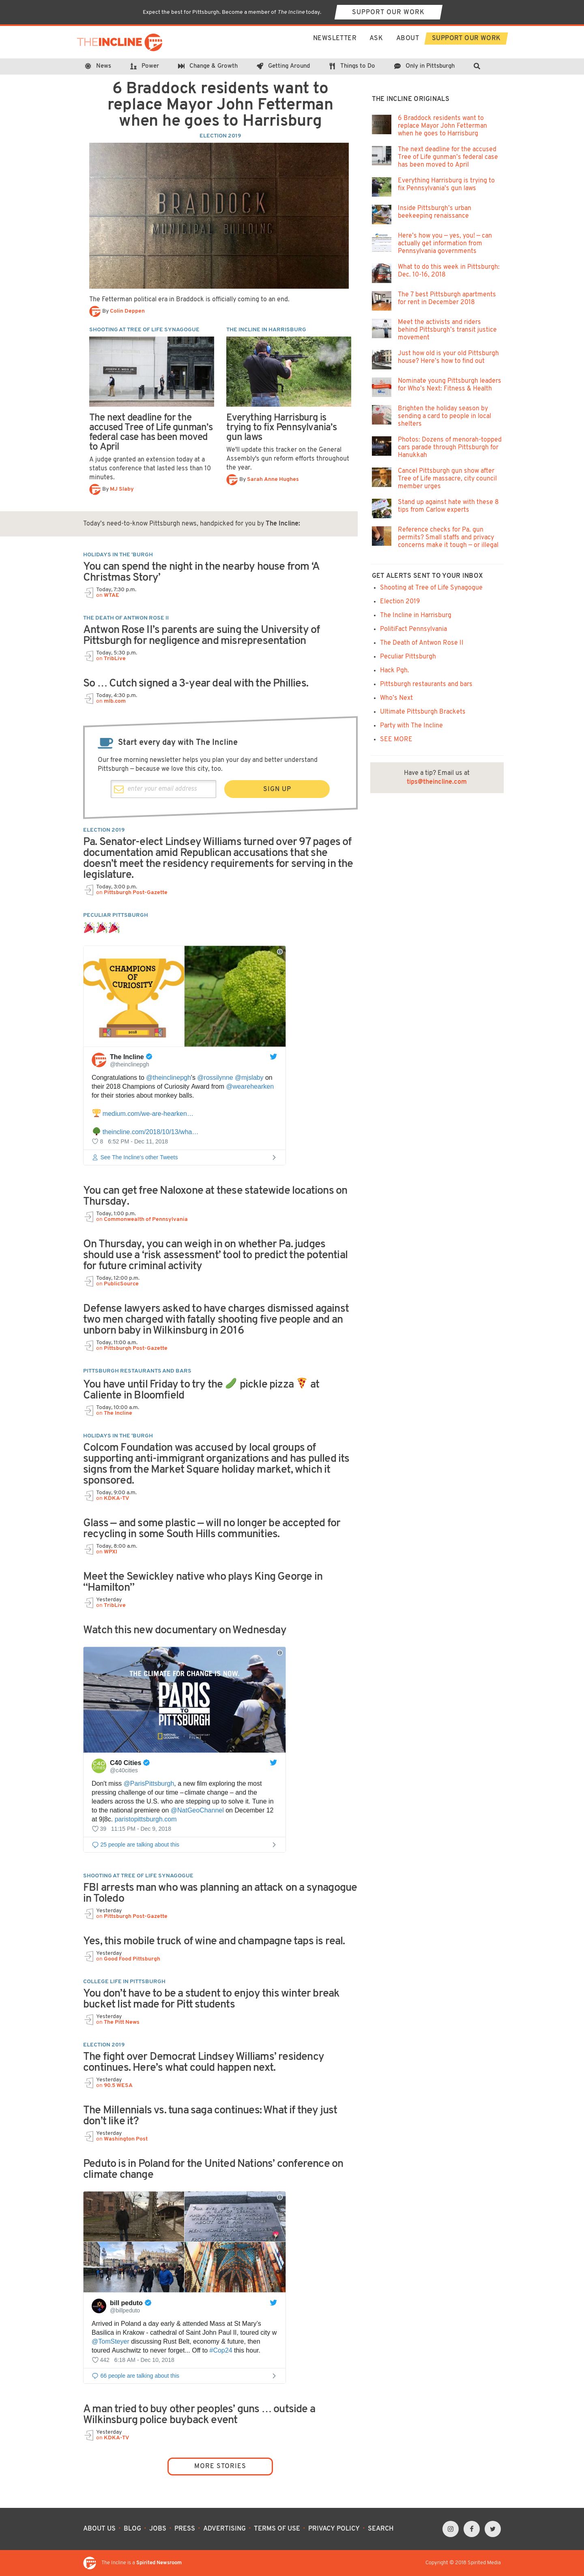 Expect the best for Pittsburgh. Become a member of The Incline today.
SUPPORT OUR WORK
THEINCLINE
NEWSLETTER
ASK
ABOUT
SUPPORT OUR WORK
News
Power
Change & Growth
Getting Around
Things to Do
Only in Pittsburgh
6 Braddock residents want to
replace Mayor John Fetterman
when he goes to Harrisburg
ELECTION 2019
BRADDOCK
MUNICIPAL BUILDING
The Fetterman political era in Braddock is officially coming to an end.
By Colin Deppen
SHOOTING AT TREE OF LIFE SYNAGOGUE
The next deadline for the
accused Tree of Life gunman's
federal case has been moved
to April
A judge granted an extension today at a
status conference that lasted less than 10
minutes.
By MJ Slaby
THE INCLINE IN HARRISBURG
Everything Harrisburg is
trying to fix Pennsylvania's
gun laws
We'll update this tracker on the General
Assembly's gun reform efforts throughout
the year.
By Sarah Anne Hughes
Today's need-to-know Pittsburgh news, handpicked for you by The Incline:
HOLIDAYS IN THE 'BURGH
You can spend the night in the nearby house from ‘A
Christmas Story’
Today, 7:30 p.m.
on WTAE
THE DEATH OF ANTWON ROSE II
Antwon Rose II’s parents are suing the University of
Pittsburgh for negligence and misrepresentation
Today, 5:30 p.m.
on TribLive
So … Cutch signed a 3-year deal with the Phillies.
Today, 4:30 p.m.
on mlb.com
Start every day with The Incline
Our free morning newsletter helps you plan your day and better understand
Pittsburgh — because we love this city, too.
enter your email address
SIGN UP
ELECTION 2019
Pa. Senator-elect Lindsey Williams turned over 97 pages of
documentation amid Republican accusations that she
doesn’t meet the residency requirements for serving in the
legislature.
Today, 3:00 p.m.
on Pittsburgh Post-Gazette
PECULIAR PITTSBURGH
🎉🎉🎉
CHAMPIONS
OF
CURIOSITY
2018
The Incline
@theinclinepgh
Congratulations to @theinclinepgh's @rossilynne @mjslaby on
their 2018 Champions of Curiosity Award from @wearehearken
for their stories about monkey balls.
🏆 medium.com/we-are-hearken…
🌳 theincline.com/2018/10/13/wha…
8 6:52 PM - Dec 11, 2018
See The Incline's other Tweets
You can get free Naloxone at these statewide locations on
Thursday.
Today, 1:00 p.m.
on Commonwealth of Pennsylvania
On Thursday, you can weigh in on whether Pa. judges
should use a ‘risk assessment’ tool to predict the potential
for future criminal activity
Today, 12:00 p.m.
on PublicSource
Defense lawyers asked to have charges dismissed against
two men charged with fatally shooting five people and an
unborn baby in Wilkinsburg in 2016
Today, 11:00 a.m.
on Pittsburgh Post-Gazette
PITTSBURGH RESTAURANTS AND BARS
You have until Friday to try the 🥒 pickle pizza 🍕 at
Caliente in Bloomfield
Today, 10:00 a.m.
on The Incline
HOLIDAYS IN THE 'BURGH
Colcom Foundation was accused by local groups of
supporting anti-immigrant organizations and has pulled its
signs from the Market Square holiday market, which it
sponsored.
Today, 9:00 a.m.
on KDKA-TV
Glass — and some plastic — will no longer be accepted for
recycling in some South Hills communities.
Today, 8:00 a.m.
on WPXI
Meet the Sewickley native who plays King George in
“Hamilton”
Yesterday
on TribLive
Watch this new documentary on Wednesday
THE CLIMATE FOR CHANGE IS NOW.
PARIS
TO
PITTSBURGH
NATIONAL GEOGRAPHIC
C40 Cities
@c40cities
Don't miss @ParisPittsburgh, a new film exploring the most
pressing challenge of our time –climate change – and the
leaders across the U.S. who are stepping up to solve it. Tune in
to the national premiere on @NatGeoChannel on December 12
at 9|8c. paristopittsburgh.com
39 11:15 PM - Dec 9, 2018
25 people are talking about this
SHOOTING AT TREE OF LIFE SYNAGOGUE
FBI arrests man who was planning an attack on a synagogue
in Toledo
Yesterday
on Pittsburgh Post-Gazette
Yes, this mobile truck of wine and champagne taps is real.
Yesterday
on Good Food Pittsburgh
COLLEGE LIFE IN PITTSBURGH
You don’t have to be a student to enjoy this winter break
bucket list made for Pitt students
Yesterday
on The Pitt News
ELECTION 2019
The fight over Democrat Lindsey Williams’ residency
continues. Here’s what could happen next.
Yesterday
on 90.5 WESA
The Millennials vs. tuna saga continues: What if they just
don’t like it?
Yesterday
on Washington Post
Peduto is in Poland for the United Nations’ conference on
climate change
bill peduto
@billpeduto
Arrived in Poland a day early & attended Mass at St Mary's
Basilica in Krakow - cathedral of Saint John Paul II, toured city w
@TomSteyer discussing Rust Belt, economy & future, then
toured Auschwitz to never forget... Off to #Cop24 this hour.
442 6:18 AM - Dec 10, 2018
66 people are talking about this
A man tried to buy other peoples’ guns … outside a
Wilkinsburg police buyback event
Yesterday
on KDKA-TV
MORE STORIES
THE INCLINE ORIGINALS
6 Braddock residents want to
replace Mayor John Fetterman
when he goes to Harrisburg
The next deadline for the accused
Tree of Life gunman's federal case
has been moved to April
Everything Harrisburg is trying to
fix Pennsylvania's gun laws
Inside Pittsburgh's urban
beekeeping renaissance
Here's how you — yes, you! — can
actually get information from
Pennsylvania governments
What to do this week in Pittsburgh:
Dec. 10-16, 2018
The 7 best Pittsburgh apartments
for rent in December 2018
Meet the activists and riders
behind Pittsburgh's transit justice
movement
Just how old is your old Pittsburgh
house? Here's how to find out
Nominate young Pittsburgh leaders
for Who's Next: Fitness & Health
Brighten the holiday season by
sending a card to people in local
shelters
Photos: Dozens of menorah-topped
cars parade through Pittsburgh for
Hanukkah
Cancel Pittsburgh gun show after
Tree of Life massacre, city council
member urges
Stand up against hate with these 8
tips from Carlow experts
Reference checks for Pa. gun
permits? Small staffs and privacy
concerns make it tough — or illegal
GET ALERTS SENT TO YOUR INBOX
Shooting at Tree of Life Synagogue
Election 2019
The Incline in Harrisburg
PolitiFact Pennsylvania
The Death of Antwon Rose II
Peculiar Pittsburgh
Hack Pgh.
Pittsburgh restaurants and bars
Who's Next
Ultimate Pittsburgh Brackets
Party with The Incline
SEE MORE
Have a tip? Email us at
tips@theincline.com
ABOUT US · BLOG · JOBS · PRESS · ADVERTISING · TERMS OF USE · PRIVACY POLICY · SEARCH
The Incline is a Spirited Newsroom
Copyright © 2018 Spirited Media